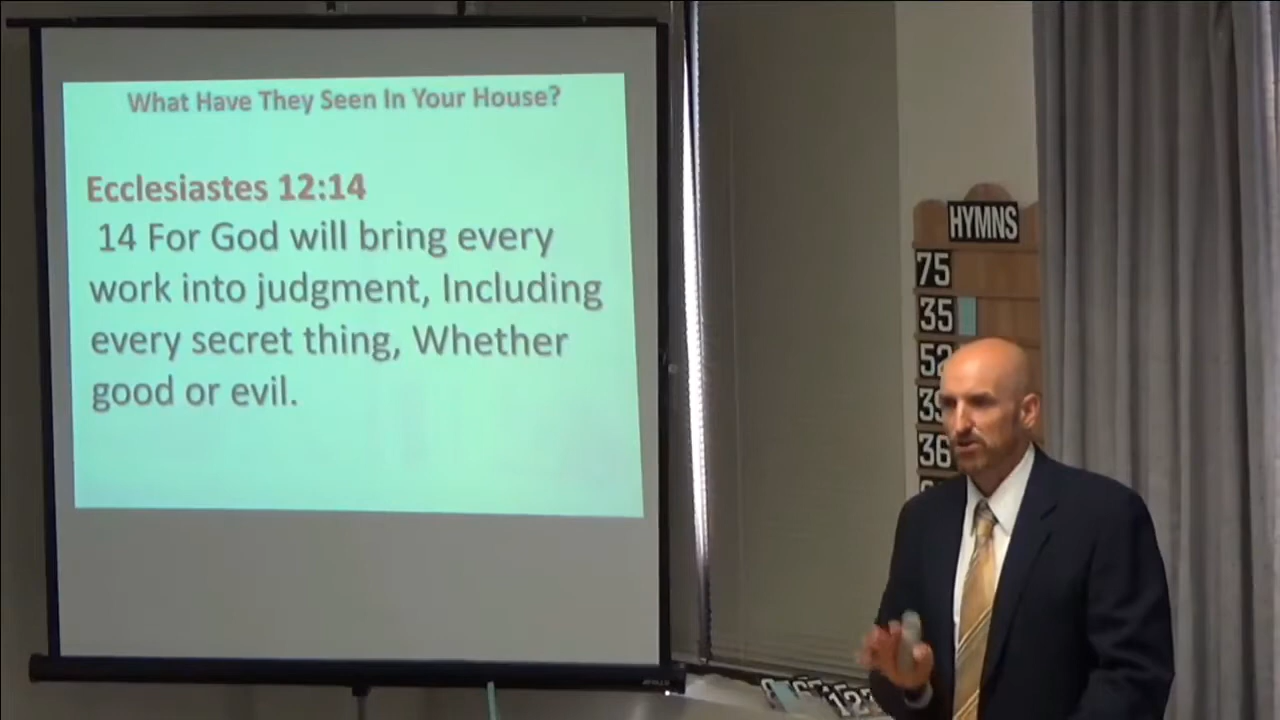 What Have They Seen In Your House?
Ecclesiastes 12:14
14 For God will bring every
work into judgment, Including
every secret thing, Whether
good or evil.
HYMNS
75
35
52
39
36